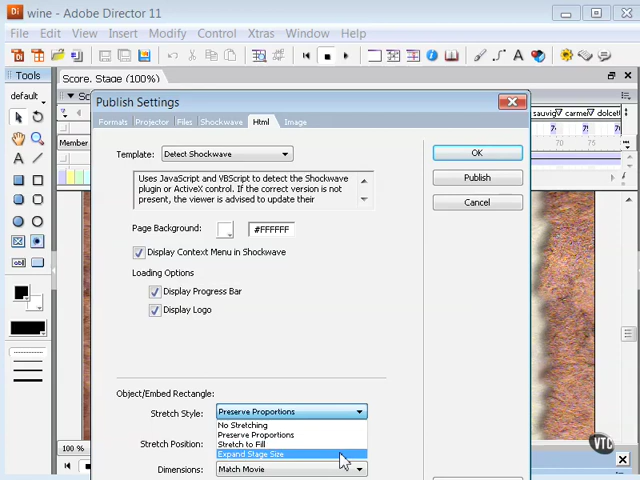 Di wine - Adobe Director 11
File Edit View Insert Modify Control Xtras Window Help
Tools
Score. Stage (100%)
default
Member
Publish Settings
Formats Projector Files Shockwave Html Image
Template: Detect Shockwave
Uses JavaScript and VBScript to detect the Shockwave
plugin or ActiveX control. If the correct version is not
present, the viewer is advised to update their
OK
Publish
Cancel
Page Background: #FFFFFF
Display Context Menu in Shockwave
Loading Options
Display Progress Bar
Display Logo
Object/Embed Rectangle:
Stretch Style: Preserve Proportions
No Stretching
Preserve Proportions
Stretch to Fill
Expand Stage Size
Stretch Position:
Dimensions: Match Movie
sauvig carme dolcet
70 75
100 %
VTC